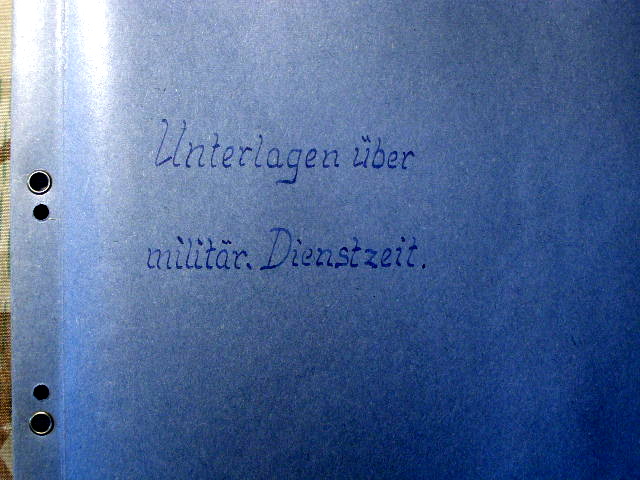 Unterlagen über
militär. Dienstzeit.